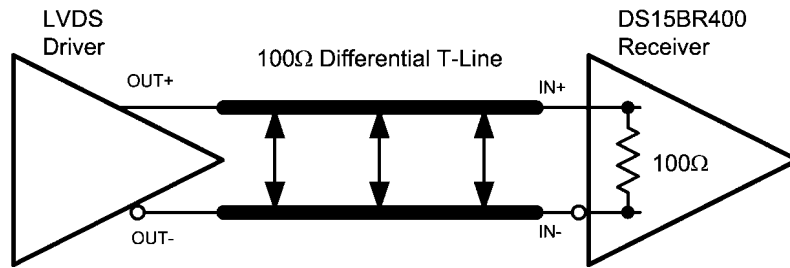 LVDS
Driver
DS15BR400
Receiver
100Ω Differential T-Line
OUT+
IN+
100Ω
OUT-
IN-